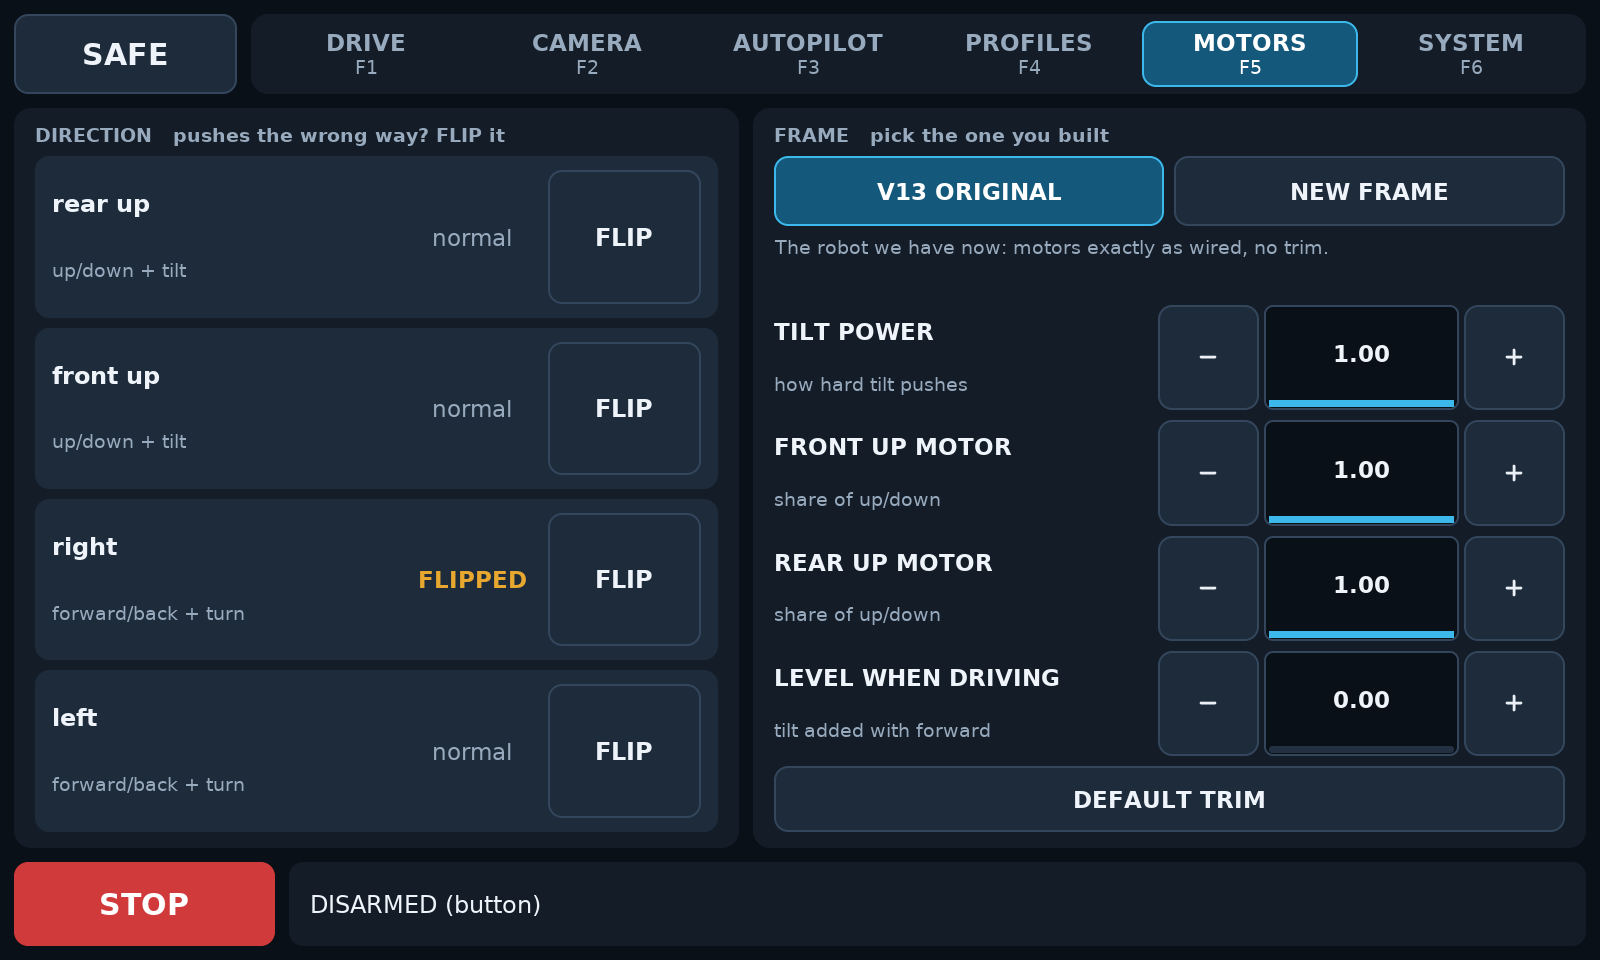 SAFE
DRIVE
F1
CAMERA
F2
AUTOPILOT
F3
PROFILES
F4
MOTORS
F5
SYSTEM
F6
DIRECTION pushes the wrong way? FLIP it
rear up
normal
FLIP
up/down + tilt
front up
normal
FLIP
up/down + tilt
right
FLIPPED
FLIP
forward/back + turn
left
normal
FLIP
forward/back + turn
FRAME pick the one you built
V13 ORIGINAL
NEW FRAME
The robot we have now: motors exactly as wired, no trim.
TILT POWER
how hard tilt pushes
− 1.00 +
FRONT UP MOTOR
share of up/down
− 1.00 +
REAR UP MOTOR
share of up/down
− 1.00 +
LEVEL WHEN DRIVING
tilt added with forward
− 0.00 +
DEFAULT TRIM
STOP
DISARMED (button)